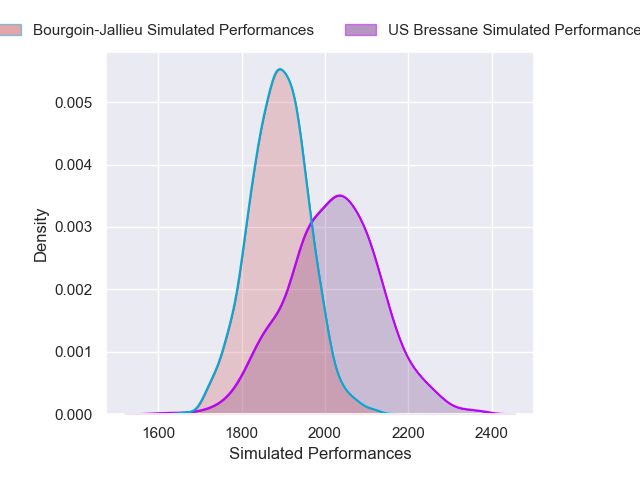 Bourgoin-Jallieu Simulated Performances US Bressane Simulated Performance
0.005
0.004
0.003
0.002
0.001
0.000
Density
1600 1800 2000 2200 2400
Simulated Performances